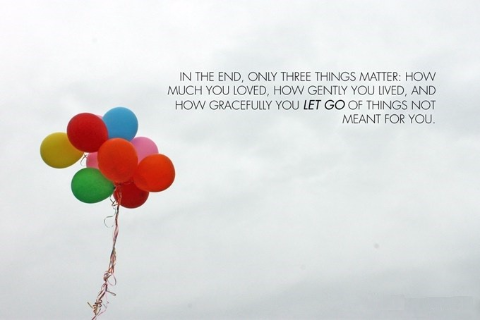 IN THE END, ONLY THREE THINGS MATTER: HOW
MUCH YOU LOVED, HOW GENTLY YOU LIVED, AND
HOW GRACEFULLY YOU LET GO OF THINGS NOT
MEANT FOR YOU.